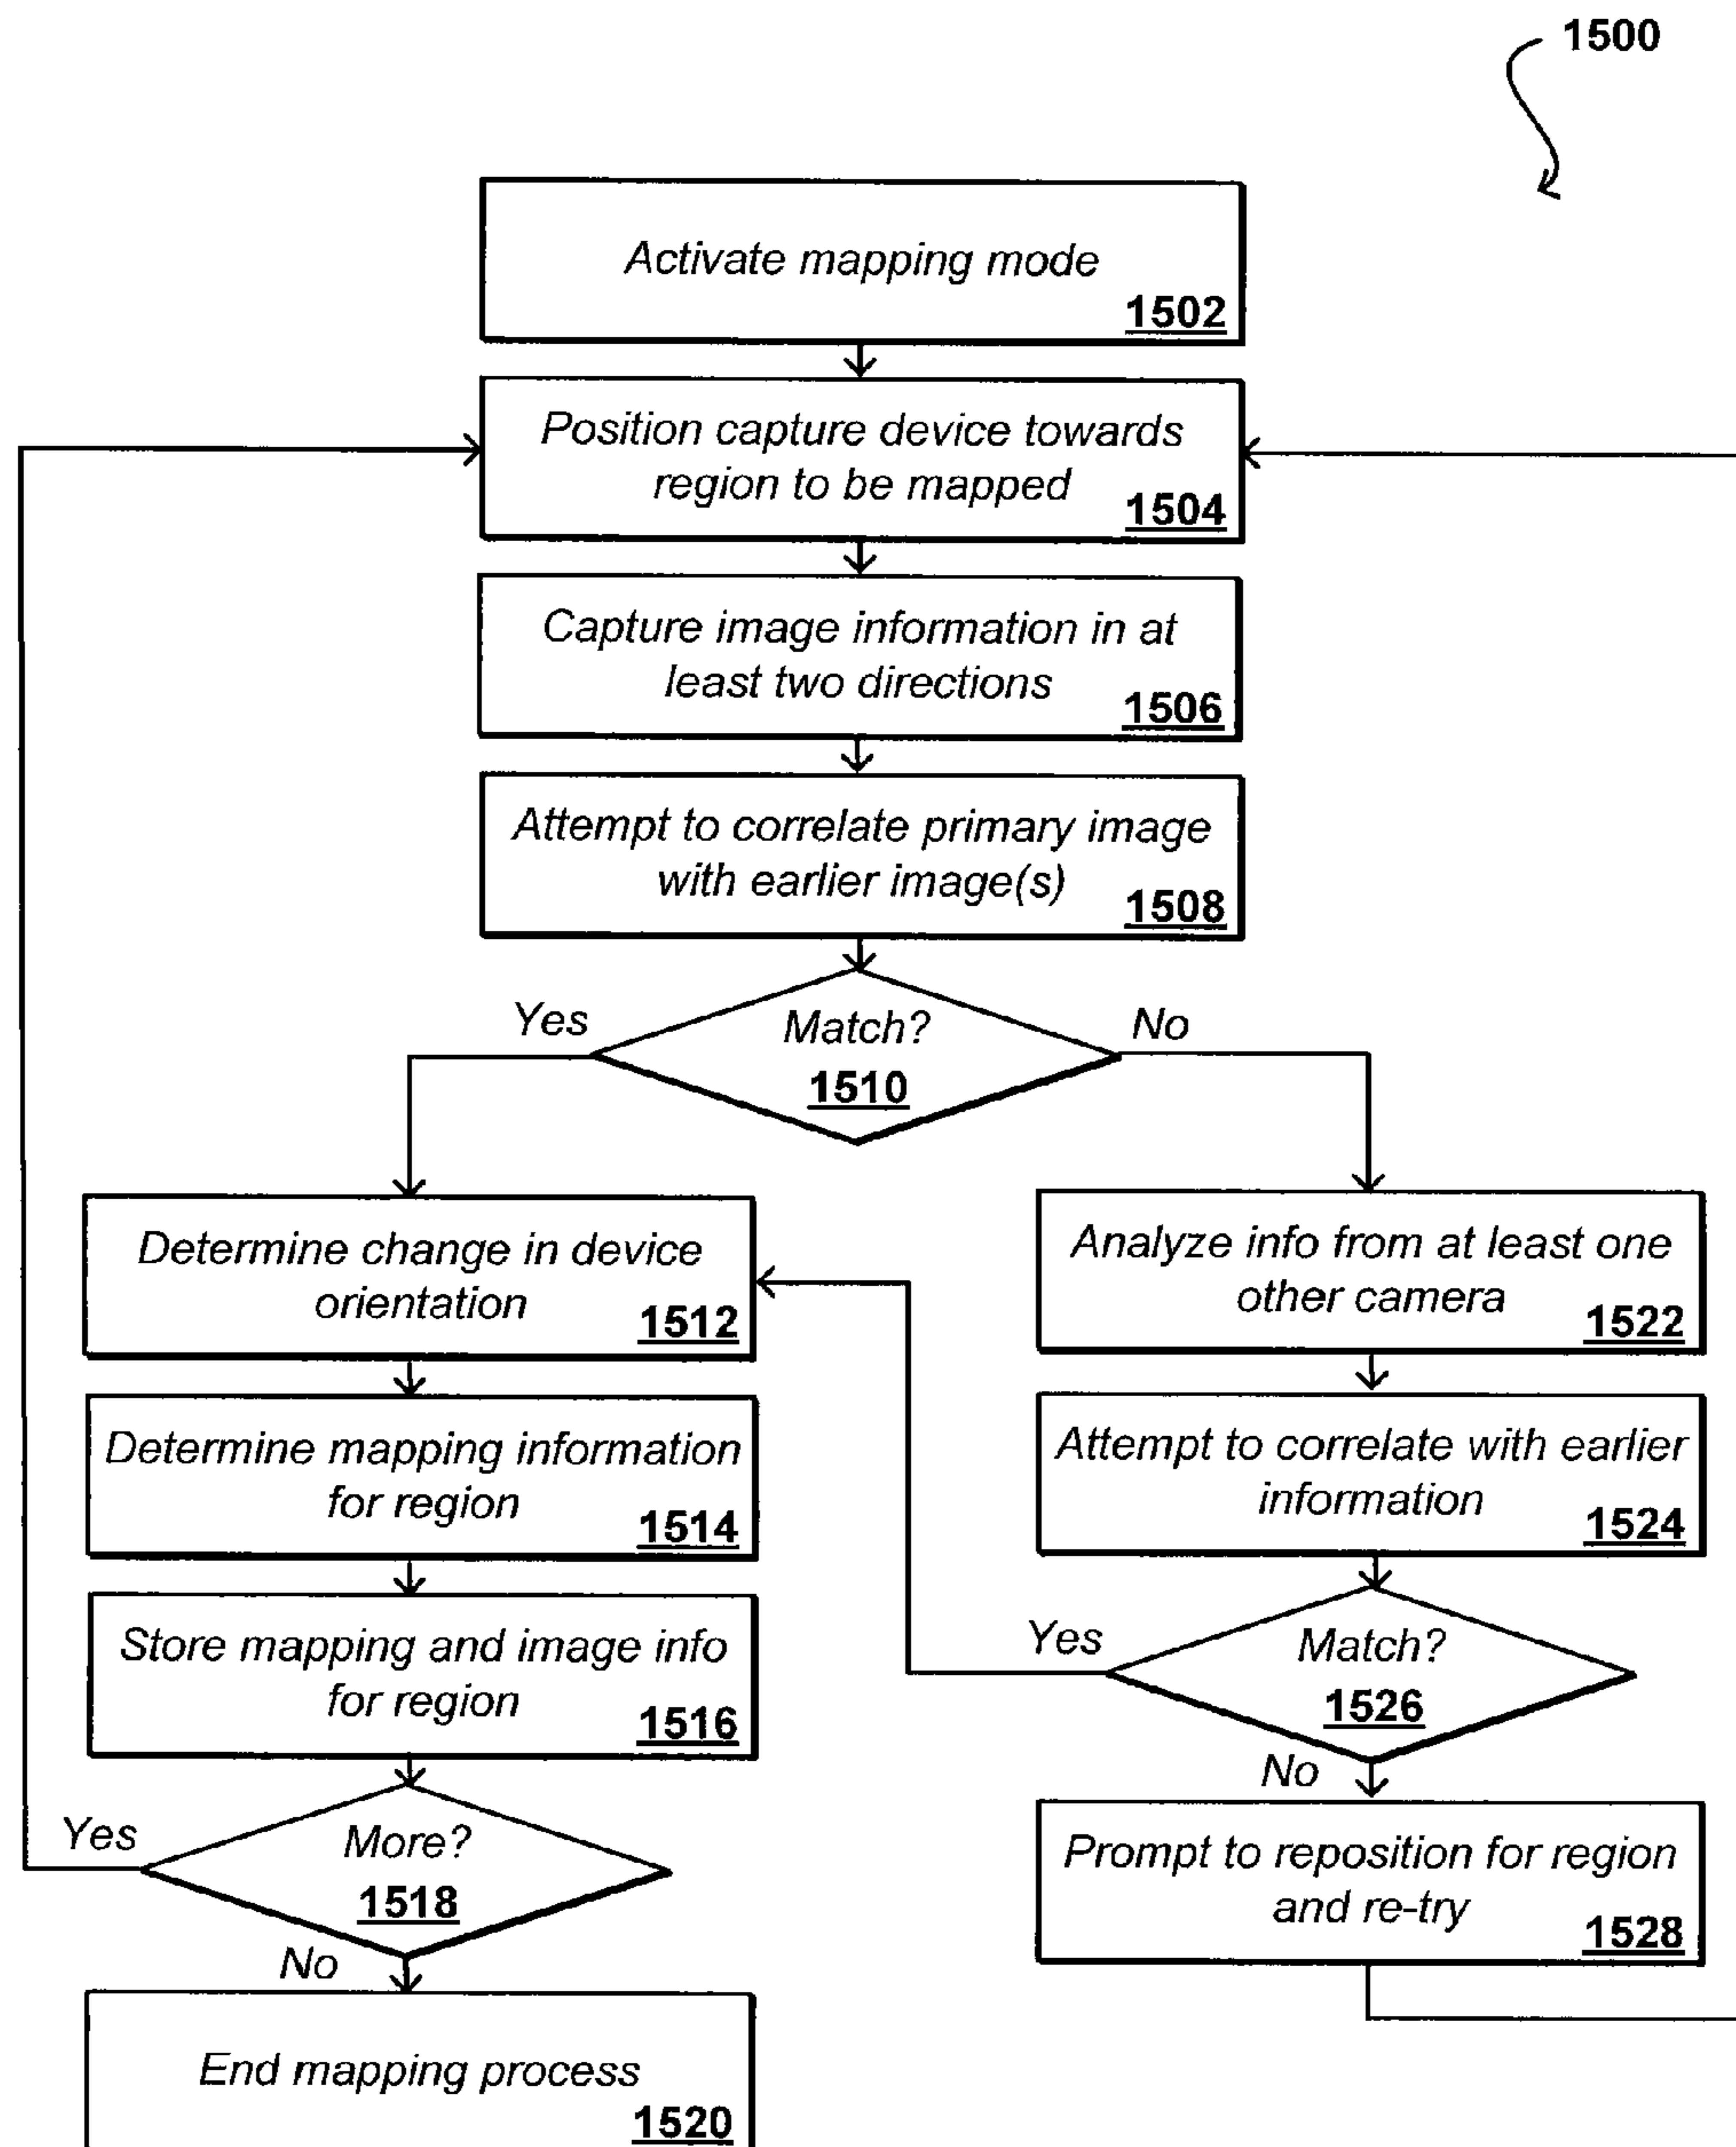 1500
Activate mapping mode
1502
Position capture device towards
region to be mapped
1504
Capture image information in at
least two directions
1506
Attempt to correlate primary image
with earlier image(s)
1508
Yes
Match?
No
1510
Determine change in device
orientation
1512
Determine mapping information
for region
1514
Store mapping and image info
for region
1516
Yes
More?
1518
No
End mapping process
1520
Analyze info from at least one
other camera
1522
Attempt to correlate with earlier
information
1524
Yes
Match?
1526
No
Prompt to reposition for region
and re-try
1528